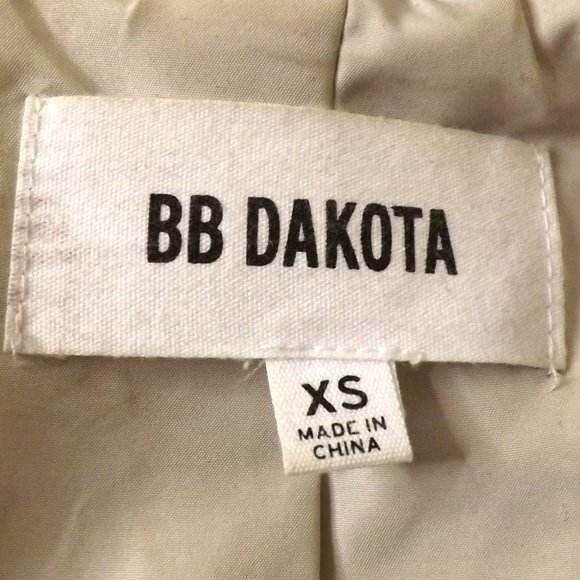 BB DAKOTA
XS
MADE IN
CHINA